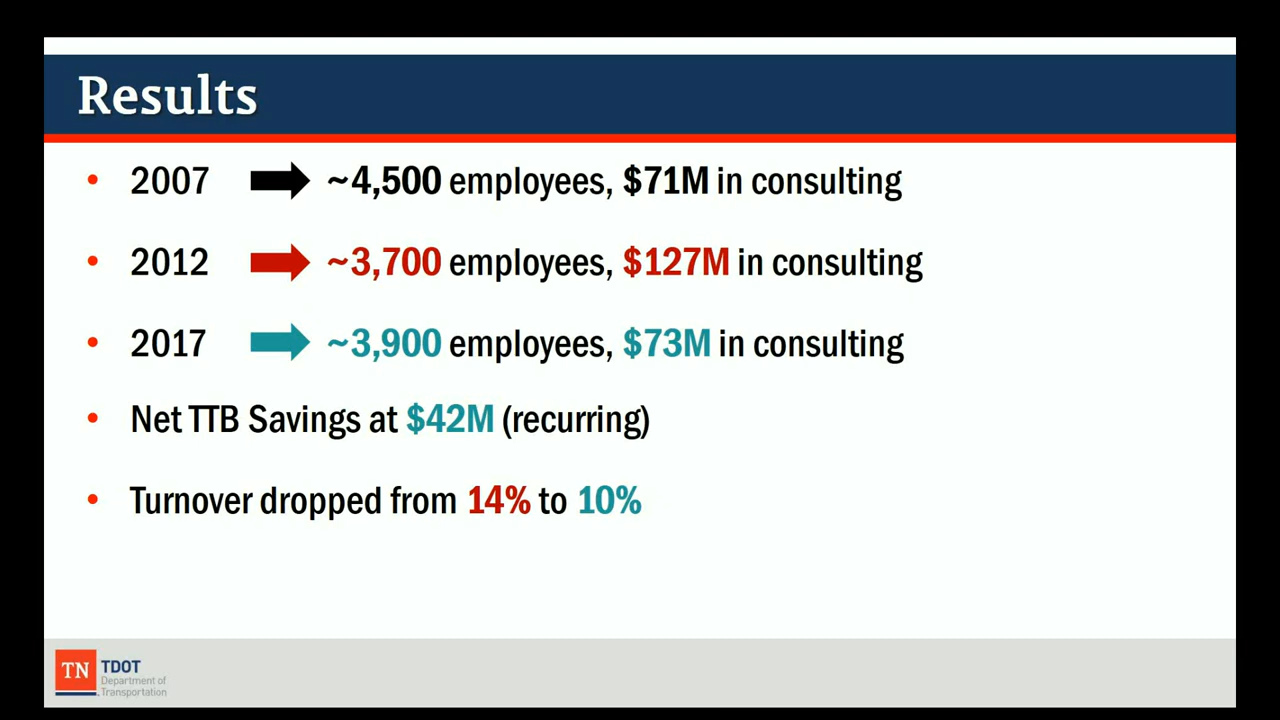 Results
• 2007 ~4,500 employees, $71M in consulting
• 2012 ~3,700 employees, $127M in consulting
• 2017 ~3,900 employees, $73M in consulting
• Net TTB Savings at $42M (recurring)
• Turnover dropped from 14% to 10%
TN TDOT
Department of
Transportation